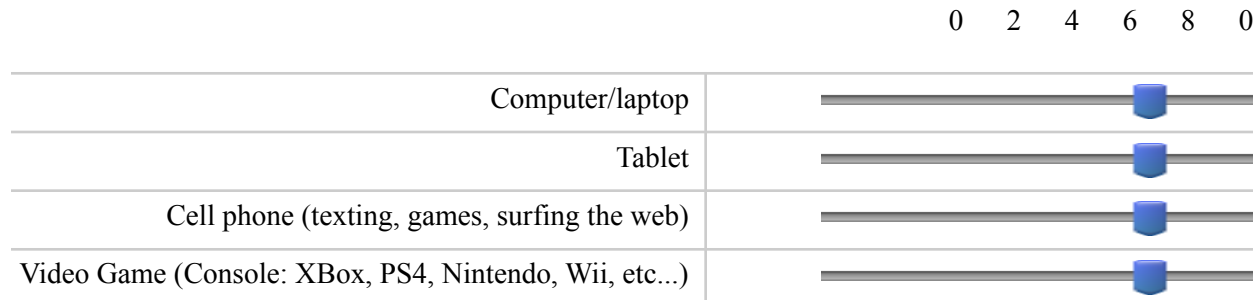 0 2 4 6 8 0
Computer/laptop
Tablet
Cell phone (texting, games, surfing the web)
Video Game (Console: XBox, PS4, Nintendo, Wii, etc...)